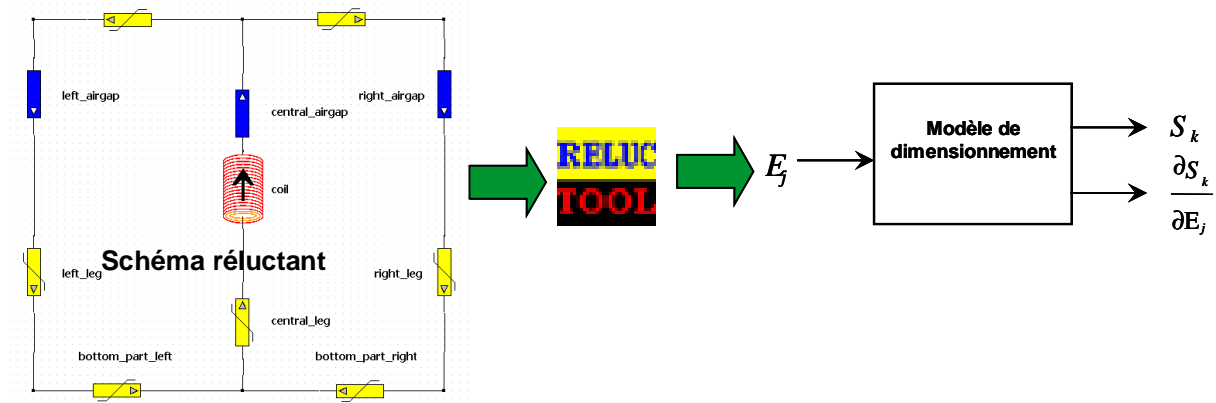 left_airgap
right_airgap
central_airgap
coil
Schéma réluctant
left_leg
right_leg
central_leg
bottom_part_left
bottom_part_right
RELUC
TOOL
E_j
Modèle de
dimensionnement
S_k
∂S_k
∂E_j